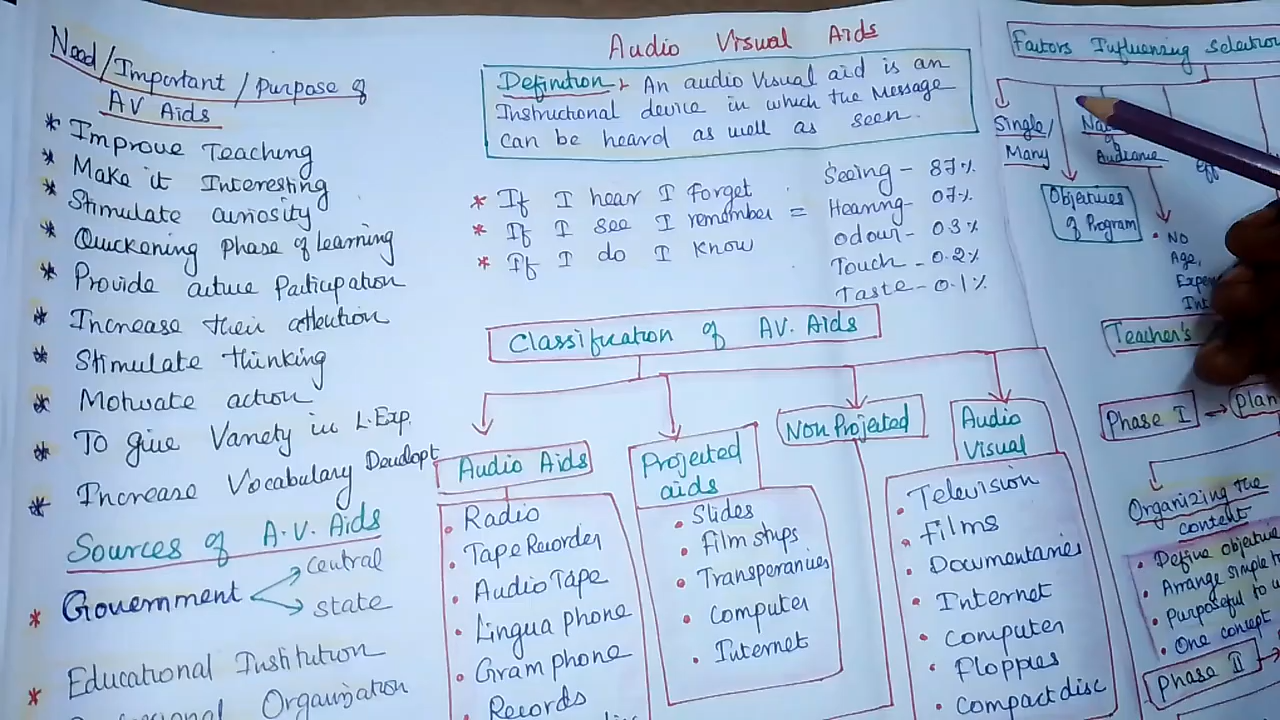 Need/Important/Purpose of
AV Aids
* Improve Teaching
* Make it Interesting
* Stimulate curiosity
* Quickening phase of learning
* Provide active Participation
* Increase their attention
* Stimulate thinking
* Motivate action
* To give Variety in L.Exp.
* Increase Vocabulary
Sources of A.V. Aids
* Government
Central
State
* Educational Institution
Organization
Audio Visual Aids
Definition: An audio Visual aid is an
Instructional device in which the Message
can be heard as well as seen.
* If I hear I forget
* If I see I remember =
* If I do I know
Seeing - 87%
Hearing - 07%
Odour - 03%
Touch - 0.2%
Taste - 0.1%
Classification of AV. Aids
Audio Aids
• Radio
• Tape Recorder
• Audio Tape
• Lingua phone
• Gram phone
• Records
Projected
aids
• Slides
• Film strips
• Transperancies
• Computer
• Internet
Non Projected
Audio
Visual
• Television
• Films
• Documentaries
• Internet
• Computer
• Floppies
• Compact disc
Factors Influencing Selection
Single/
Many
Objectives
of Program
of
Audience
• No
Age,
Int
Teacher's
Phase I → Plan
Organizing the
content
• Define objective
• Arrange simple
• Purposeful to
• One concept
Phase II →